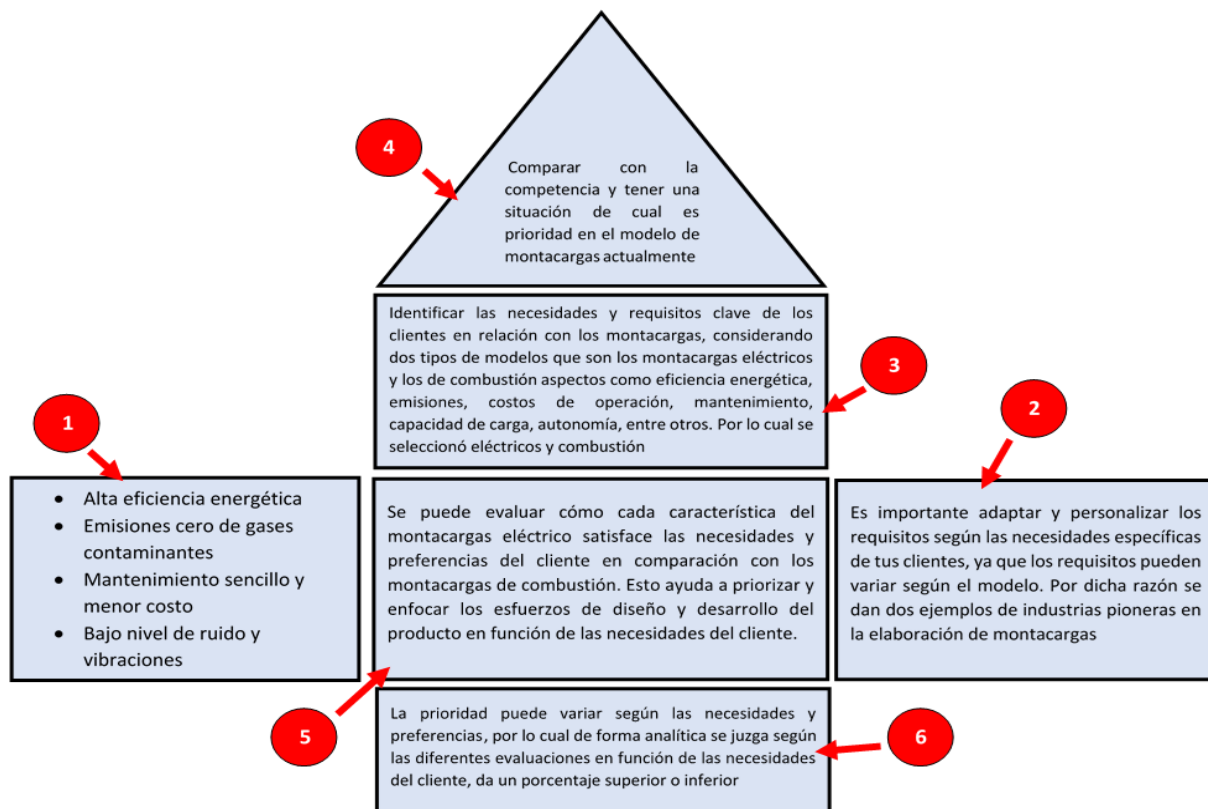 4
Comparar con la
competencia y tener una
situación de cual es
prioridad en el modelo de
montacargas actualmente
Identificar las necesidades y requisitos clave de los
clientes en relación con los montacargas, considerando
dos tipos de modelos que son los montacargas eléctricos
y los de combustión aspectos como eficiencia energética,
emisiones, costos de operación, mantenimiento,
capacidad de carga, autonomía, entre otros. Por lo cual se
seleccionó eléctricos y combustión
3
1
2
• Alta eficiencia energética
• Emisiones cero de gases
contaminantes
• Mantenimiento sencillo y
menor costo
• Bajo nivel de ruido y
vibraciones
Se puede evaluar cómo cada característica del
montacargas eléctrico satisface las necesidades y
preferencias del cliente en comparación con los
montacargas de combustión. Esto ayuda a priorizar y
enfocar los esfuerzos de diseño y desarrollo del
producto en función de las necesidades del cliente.
Es importante adaptar y personalizar los
requisitos según las necesidades específicas
de tus clientes, ya que los requisitos pueden
variar según el modelo. Por dicha razón se
dan dos ejemplos de industrias pioneras en
la elaboración de montacargas
5
La prioridad puede variar según las necesidades y
preferencias, por lo cual de forma analítica se juzga según
las diferentes evaluaciones en función de las necesidades
del cliente, da un porcentaje superior o inferior
6